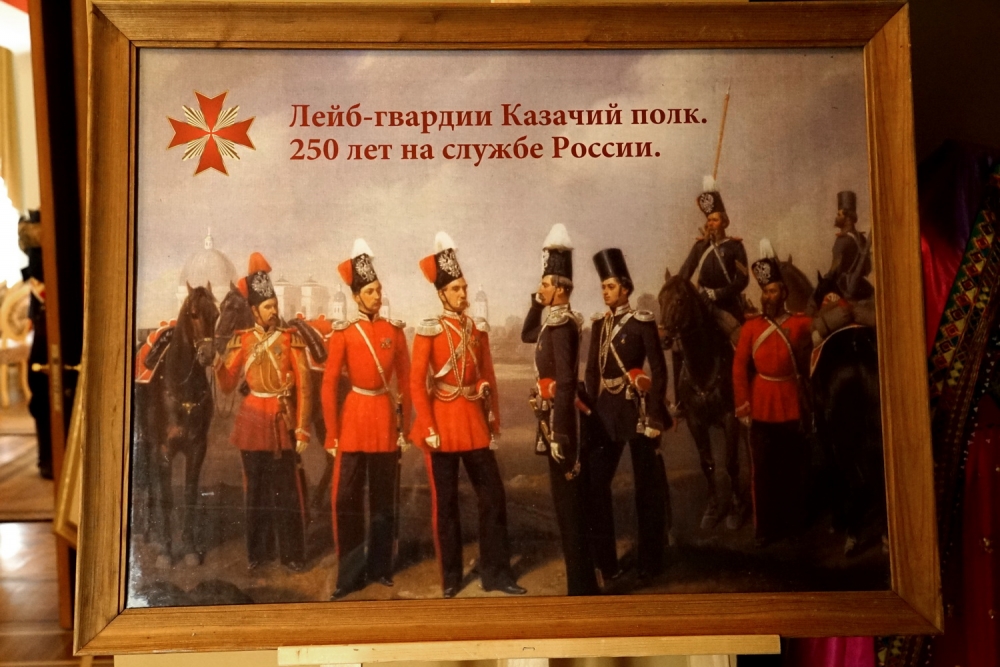 Лейб-гвардии Казачий полк.
250 лет на службе России.